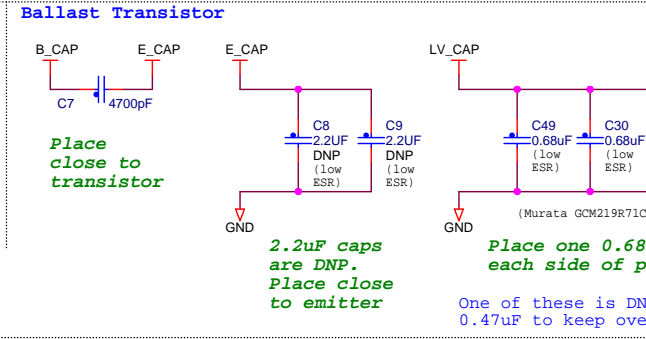 Ballast Transistor
B_CAP
E_CAP
C7
4700pF
Place
close to
transistor
E_CAP
C8
2.2UF
DNP
(low
ESR)
C9
2.2UF
DNP
(low
ESR)
GND
2.2uF caps
are DNP.
Place close
to emitter
LV_CAP
C49
0.68uF
(low
ESR)
C30
0.68uF
(low
ESR)
(Murata GCM219R71C
GND
Place one 0.68
each side of p
One of these is DN
0.47uF to keep ove